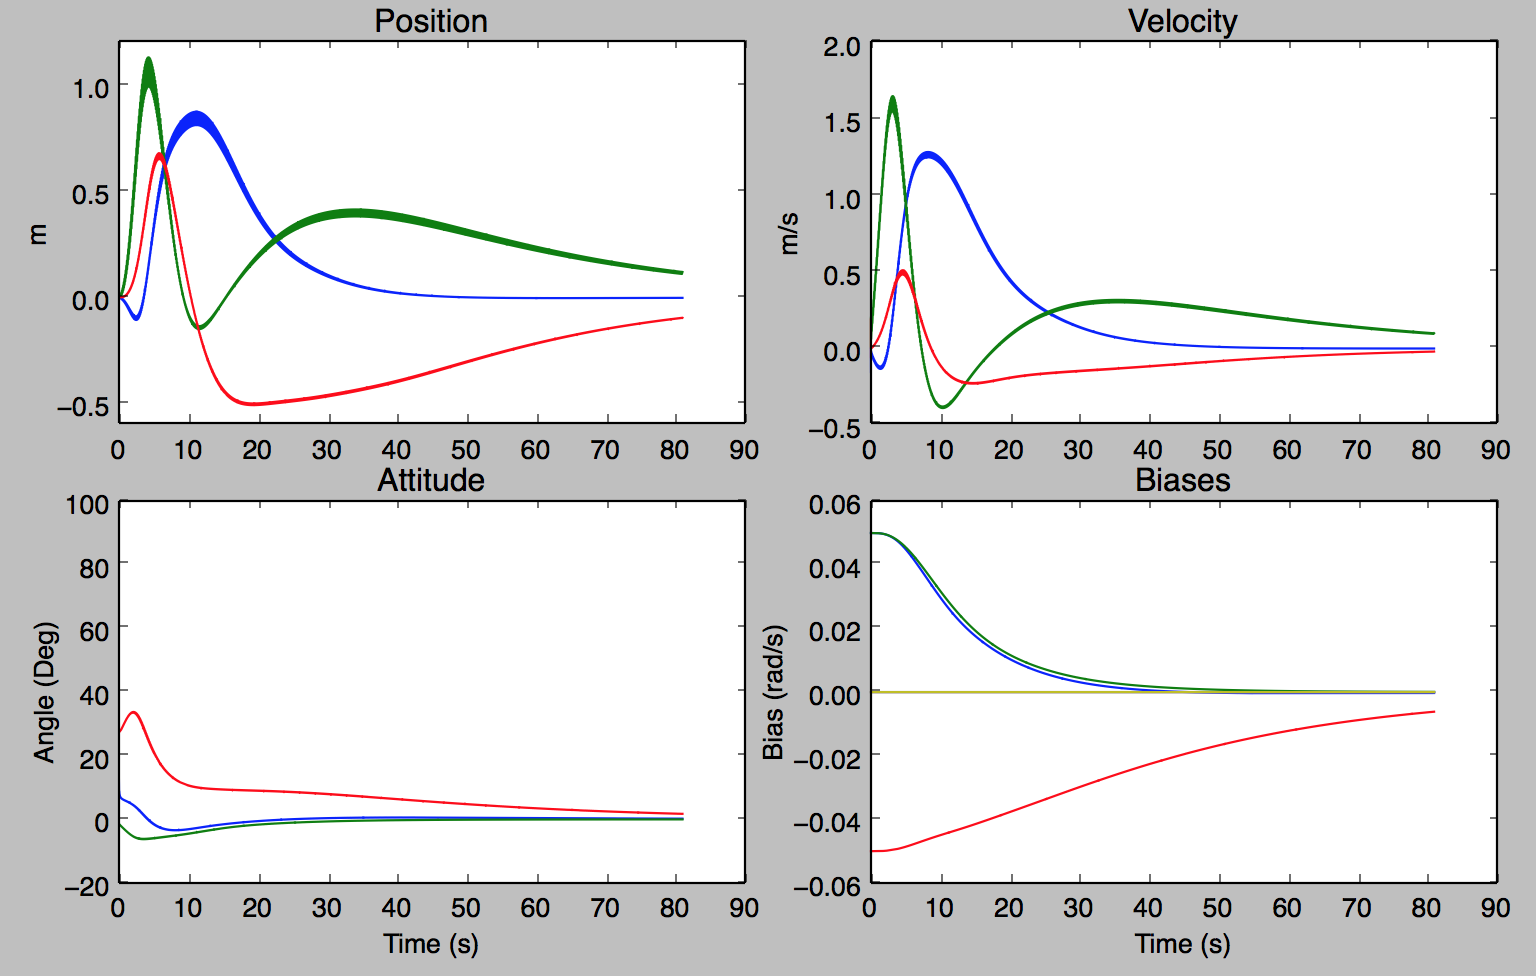 Position
m
1.0
0.5
0.0
−0.5
0 10 20 30 40 50 60 70 80 90
Velocity
m/s
2.0
1.5
1.0
0.5
0.0
−0.5
0 10 20 30 40 50 60 70 80 90
Attitude
Angle (Deg)
100
80
60
40
20
0
−20
0 10 20 30 40 50 60 70 80 90
Time (s)
Biases
Bias (rad/s)
0.06
0.04
0.02
0.00
−0.02
−0.04
−0.06
0 10 20 30 40 50 60 70 80 90
Time (s)